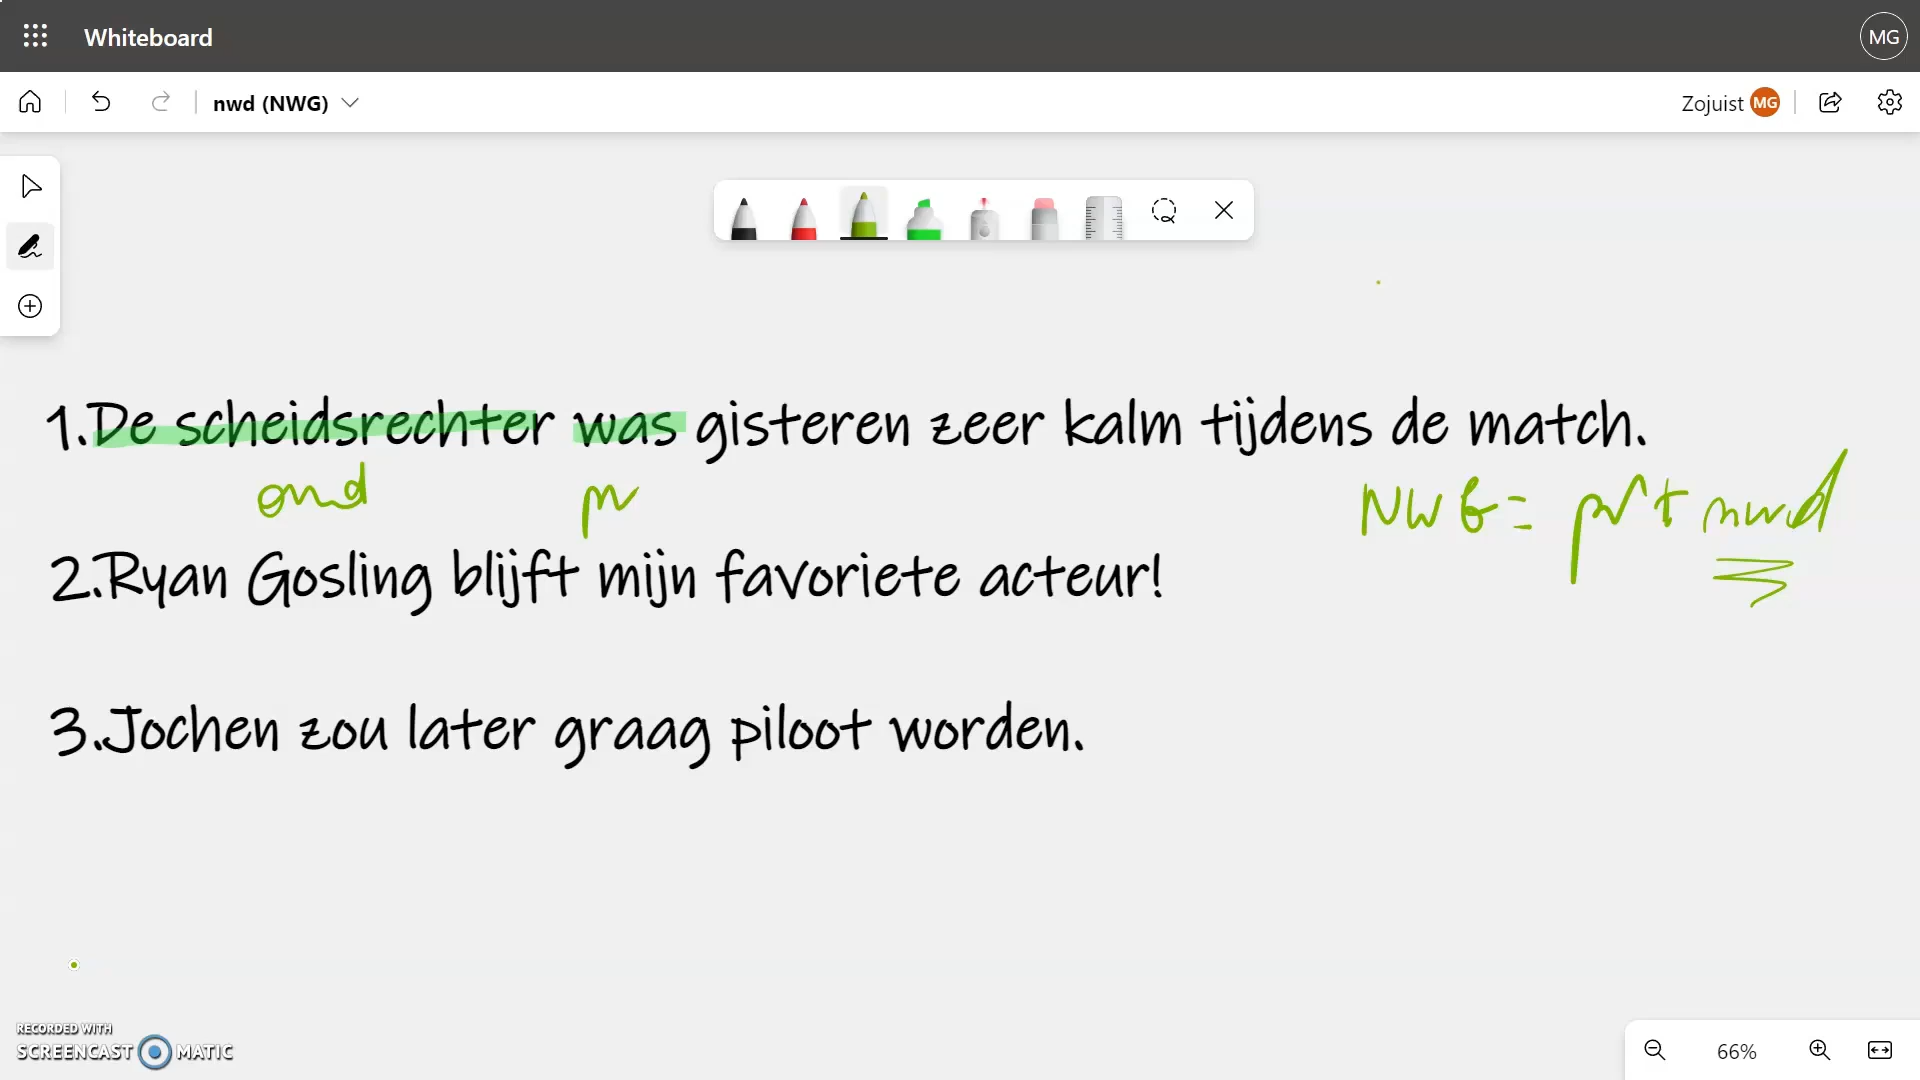 Whiteboard
MG
nwd (NWG)
Zojuist MG
1.De scheidsrechter was gisteren zeer kalm tijdens de match.
ond pv
NWG = pv + nwd
2.Ryan Gosling blijft mijn favoriete acteur!
3.Jochen zou later graag piloot worden.
RECORDED WITH
SCREENCAST MATIC
66%